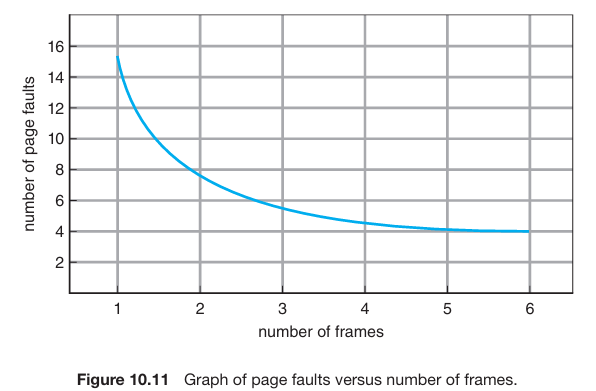 number of page faults
16
14
12
10
8
6
4
2
1 2 3 4 5 6
number of frames
Figure 10.11 Graph of page faults versus number of frames.